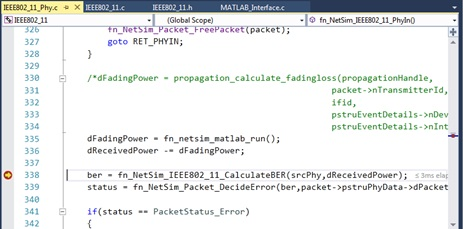 IEEE802_11_Phy.c IEEE802_11.c IEEE802_11.h MATLAB_Interface.c
IEEE802_11 (Global Scope) fn_NetSim_IEEE802_11_PhyIn()
326 fn_NetSim_Packet_FreePacket(packet);
327 goto RET_PHYIN;
328 }
329
330 /*dFadingPower = propagation_calculate_fadingloss(propagationHandle,
331 packet->nTransmitterId,
332 ifid,
333 pstruEventDetails->nDev
334 pstruEventDetails->nInt
335 dFadingPower = fn_netsim_matlab_run();
336 dReceivedPower -= dFadingPower;
337
338 ber = fn_NetSim_IEEE802_11_CalculateBER(srcPhy,dReceivedPower); ≤3ms elap
339 status = fn_NetSim_Packet_DecideError(ber,packet->pstruPhyData->dPacket
340
341 if(status == PacketStatus_Error)
342 {